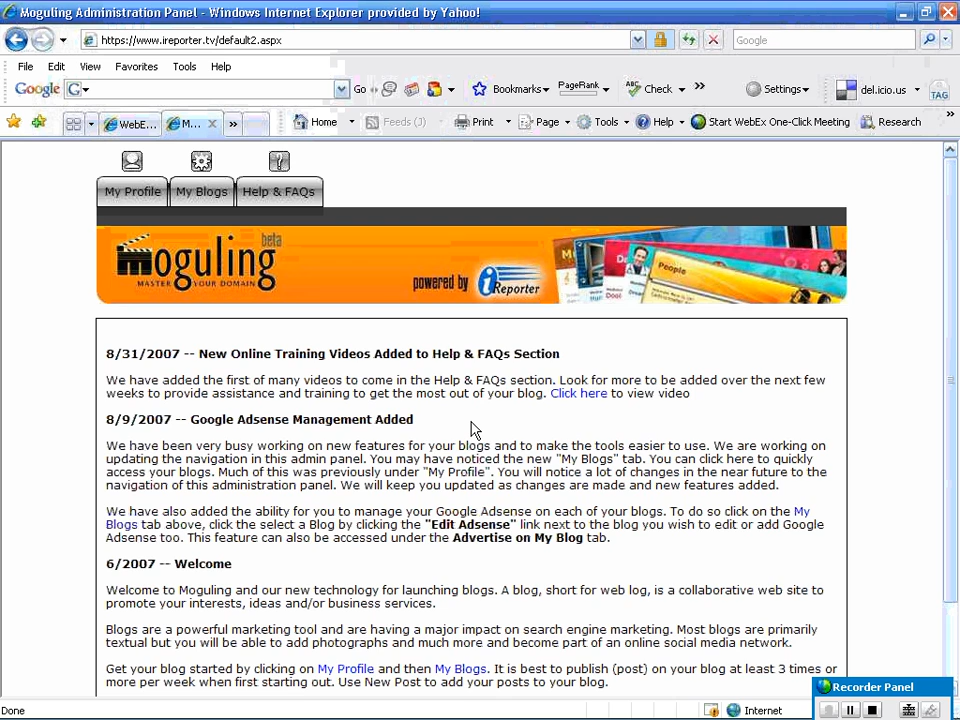 Moguling Administration Panel - Windows Internet Explorer provided by Yahoo!
https://www.ireporter.tv/default2.aspx
Google
File Edit View Favorites Tools Help
Google G Go Bookmarks PageRank ABC Check » Settings del.icio.us TAG
WebE... M... » Home Feeds (J) Print Page Tools Help Start WebEx One-Click Meeting Research »
My Profile My Blogs Help & FAQs
moguling beta
MASTER YOUR DOMAIN
powered by iReporter
People
8/31/2007 -- New Online Training Videos Added to Help & FAQs Section
We have added the first of many videos to come in the Help & FAQs section. Look for more to be added over the next few
weeks to provide assistance and training to get the most out of your blog. Click here to view video
8/9/2007 -- Google Adsense Management Added
We have been very busy working on new features for your blogs and to make the tools easier to use. We are working on
updating the navigation in this admin panel. You may have noticed the new "My Blogs" tab. You can click here to quickly
access your blogs. Much of this was previously under "My Profile". You will notice a lot of changes in the near future to the
navigation of this administration panel. We will keep you updated as changes are made and new features added.
We have also added the ability for you to manage your Google Adsense on each of your blogs. To do so click on the My
Blogs tab above, click the select a Blog by clicking the "Edit Adsense" link next to the blog you wish to edit or add Google
Adsense too. This feature can also be accessed under the Advertise on My Blog tab.
6/2007 -- Welcome
Welcome to Moguling and our new technology for launching blogs. A blog, short for web log, is a collaborative web site to
promote your interests, ideas and/or business services.
Blogs are a powerful marketing tool and are having a major impact on search engine marketing. Most blogs are primarily
textual but you will be able to add photographs and much more and become part of an online social media network.
Get your blog started by clicking on My Profile and then My Blogs. It is best to publish (post) on your blog at least 3 times or
more per week when first starting out. Use New Post to add your posts to your blog.
Recorder Panel
Done Internet